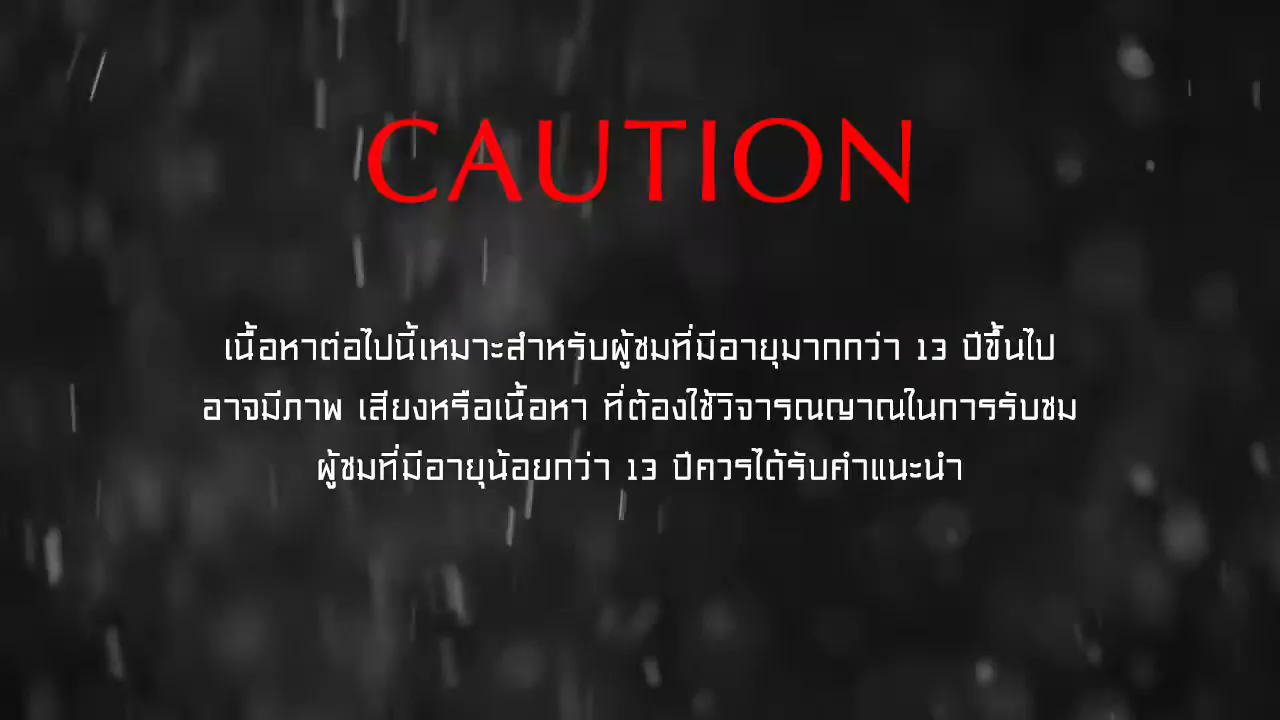 CAUTION
เนื้อหาต่อไปนี้เหมาะสำหรับผู้ชมที่มีอายุมากกว่า 13 ปีขึ้นไป
อาจมีภาพ เสียงหรือเนื้อหา ที่ต้องใช้วิจารณญาณในการรับชม
ผู้ชมที่มีอายุน้อยกว่า 13 ปีควรได้รับคำแนะนำ